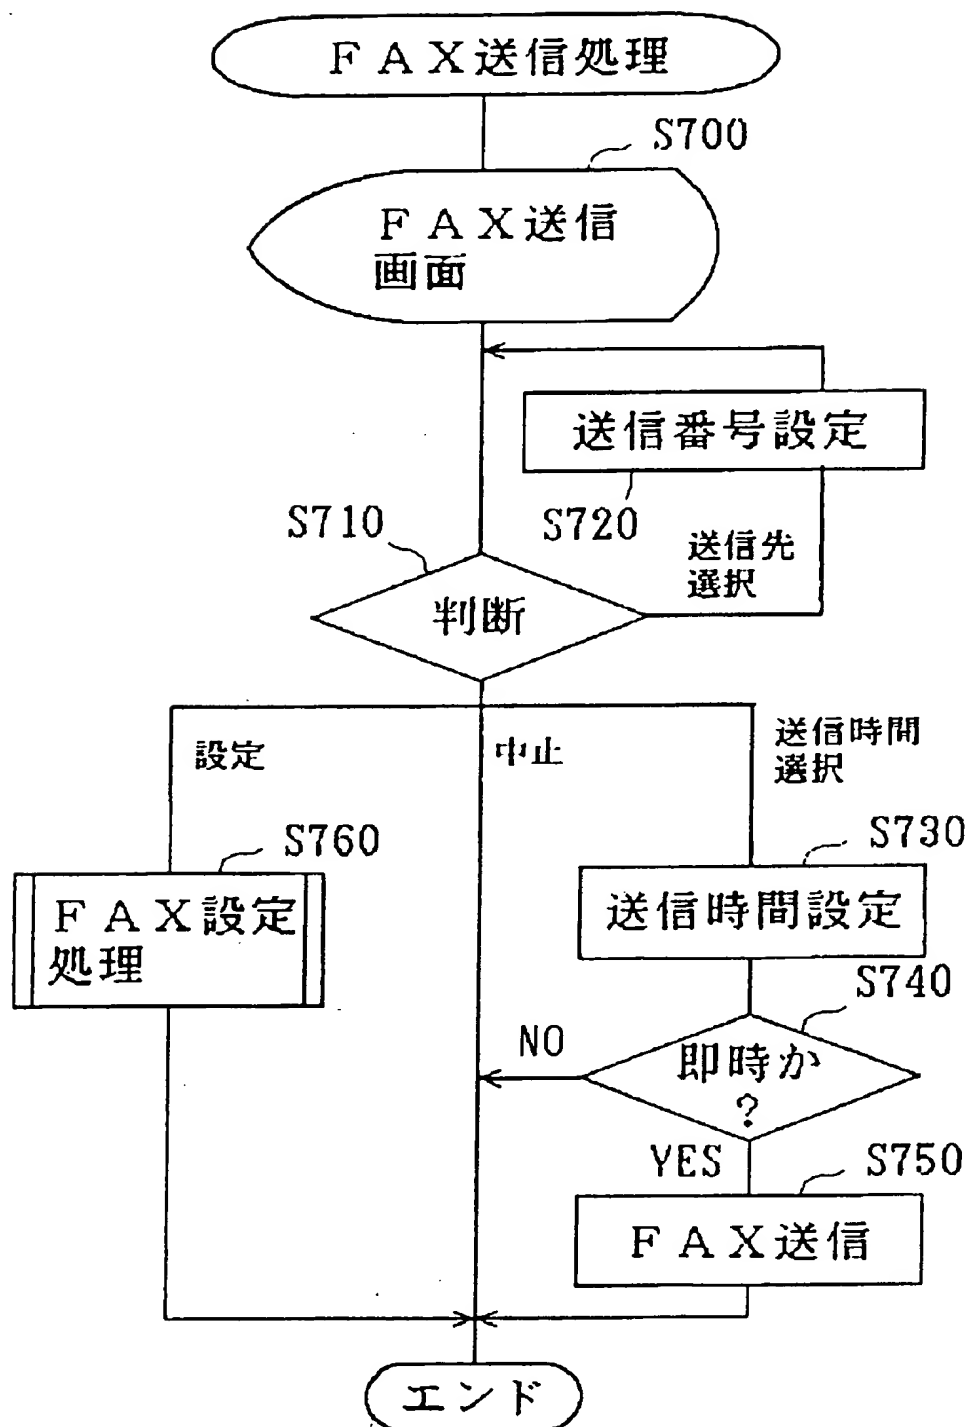 ＦＡＸ送信処理
S700
ＦＡＸ送信
画面
送信番号設定
S720
S710
送信先
選択
判断
設定
中止
送信時間
選択
S760
S730
ＦＡＸ設定
処理
送信時間設定
S740
NO
即時か
？
YES
S750
ＦＡＸ送信
エンド